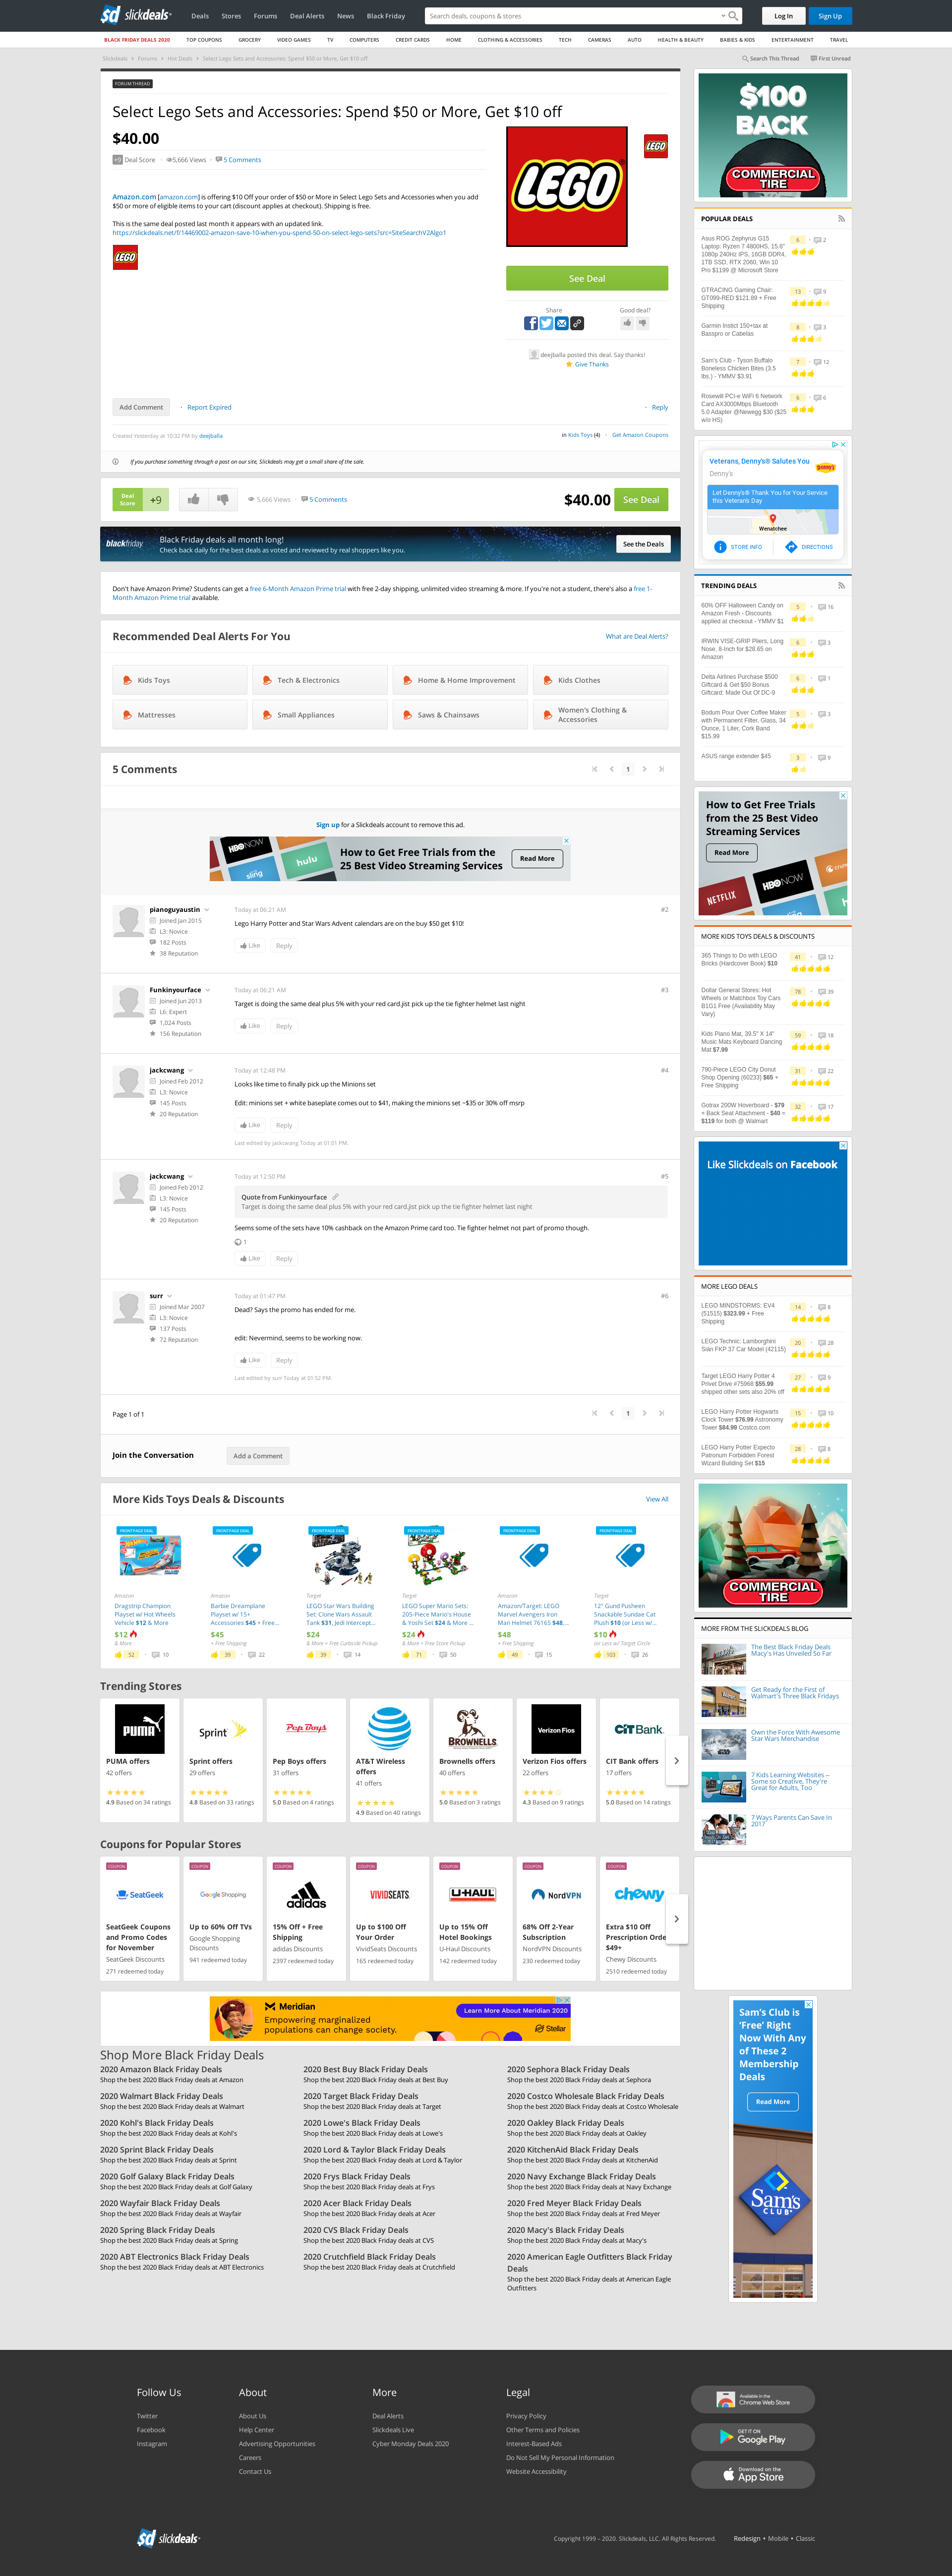 slickdeals
Deals
Stores
Forums
Deal Alerts
News
Black Friday
Search deals, coupons & stores
Log In
Sign Up
BLACK FRIDAY DEALS 2020
TOP COUPONS
GROCERY
VIDEO GAMES
TV
COMPUTERS
CREDIT CARDS
HOME
CLOTHING & ACCESSORIES
TECH
CAMERAS
AUTO
HEALTH & BEAUTY
BABIES & KIDS
ENTERTAINMENT
TRAVEL
Slickdeals > Forums > Hot Deals > Select Lego Sets and Accessories: Spend $50 or More, Get $10 off
Search This Thread
First Unread
FORUM THREAD
Select Lego Sets and Accessories: Spend $50 or More, Get $10 off
$40.00
+9 Deal Score
5,666 Views
5 Comments
Amazon.com [amazon.com] is offering $10 Off your order of $50 or More in Select Lego Sets and Accessories when you add
$50 or more of eligible items to your cart (discount applies at checkout). Shipping is free.
This is the same deal posted last month it appears with an updated link.
https://slickdeals.net/f/14469002-amazon-save-10-when-you-spend-50-on-select-lego-sets?src=SiteSearchV2Algo1
LEGO
LEGO
LEGO
See Deal
Share
Good deal?
deejballa posted this deal. Say thanks!
Give Thanks
Add Comment
Report Expired
Reply
Created Yesterday at 10:32 PM by deejballa
in Kids Toys (4)
Get Amazon Coupons
If you purchase something through a post on our site, Slickdeals may get a small share of the sale.
Deal
Score
+9
5,666 Views
5 Comments
$40.00
See Deal
blackfriday
Black Friday deals all month long!
Check back daily for the best deals as voted and reviewed by real shoppers like you.
See the Deals
Don't have Amazon Prime? Students can get a free 6-Month Amazon Prime trial with free 2-day shipping, unlimited video streaming & more. If you're not a student, there's also a free 1-
Month Amazon Prime trial available.
Recommended Deal Alerts For You
What are Deal Alerts?
Kids Toys
Tech & Electronics
Home & Home Improvement
Kids Clothes
Mattresses
Small Appliances
Saws & Chainsaws
Women's Clothing &
Accessories
5 Comments
1
Sign up for a Slickdeals account to remove this ad.
HBO NOW
sling
hulu
How to Get Free Trials from the
25 Best Video Streaming Services
Read More
pianoguyaustin
Joined Jan 2015
L3: Novice
182 Posts
38 Reputation
Today at 06:21 AM
#2
Lego Harry Potter and Star Wars Advent calendars are on the buy $50 get $10!
Like
Reply
Funkinyourface
Joined Jun 2013
L6: Expert
1,024 Posts
156 Reputation
Today at 06:21 AM
#3
Target is doing the same deal plus 5% with your red card.jist pick up the tie fighter helmet last night
Like
Reply
jackcwang
Joined Feb 2012
L3: Novice
145 Posts
20 Reputation
Today at 12:48 PM
#4
Looks like time to finally pick up the Minions set
Edit: minions set + white baseplate comes out to $41, making the minions set ~$35 or 30% off msrp
Like
Reply
Last edited by jackcwang Today at 01:01 PM.
jackcwang
Joined Feb 2012
L3: Novice
145 Posts
20 Reputation
Today at 12:50 PM
#5
Quote from Funkinyourface
Target is doing the same deal plus 5% with your red card.jist pick up the tie fighter helmet last night
Seems some of the sets have 10% cashback on the Amazon Prime card too. Tie fighter helmet not part of promo though.
1
Like
Reply
surr
Joined Mar 2007
L3: Novice
137 Posts
72 Reputation
Today at 01:47 PM
#6
Dead? Says the promo has ended for me.
edit: Nevermind, seems to be working now.
Like
Reply
Last edited by surr Today at 01:52 PM.
Page 1 of 1
1
Join the Conversation
Add a Comment
More Kids Toys Deals & Discounts
View All
FRONTPAGE DEAL
Amazon
Dragstrip Champion
Playset w/ Hot Wheels
Vehicle $12 & More
$12
& More
52
10
FRONTPAGE DEAL
Amazon
Barbie Dreamplane
Playset w/ 15+
Accessories $45 + Free...
$45
+ Free Shipping
39
22
FRONTPAGE DEAL
Target
LEGO Star Wars Building
Set: Clone Wars Assault
Tank $31, Jedi Intercept...
$24
& More + Free Curbside Pickup
39
14
FRONTPAGE DEAL
Target
LEGO Super Mario Sets:
205-Piece Mario's House
& Yoshi Set $24 & More ...
$24
& More + Free Store Pickup
71
50
FRONTPAGE DEAL
Amazon
Amazon/Target: LEGO
Marvel Avengers Iron
Man Helmet 76165 $48,...
$48
+ Free Shipping
49
15
FRONTPAGE DEAL
Target
12" Gund Pusheen
Snackable Sundae Cat
Plush $10 (or Less w/...
$10
(or Less w/ Target Circle
103
26
Trending Stores
PUMA
PUMA offers
42 offers
4.9 Based on 34 ratings
Sprint
Sprint offers
29 offers
4.8 Based on 33 ratings
Pep Boys
Pep Boys offers
31 offers
5.0 Based on 4 ratings
AT&T Wireless
offers
41 offers
4.9 Based on 40 ratings
BROWNELLS
Brownells offers
40 offers
5.0 Based on 3 ratings
Verizon Fios
Verizon Fios offers
22 offers
4.3 Based on 9 ratings
CIT Bank
CIT Bank offers
17 offers
5.0 Based on 14 ratings
Coupons for Popular Stores
COUPON
SeatGeek
SeatGeek Coupons
and Promo Codes
for November
SeatGeek Discounts
271 redeemed today
COUPON
Google Shopping
Up to 60% Off TVs
Google Shopping
Discounts
941 redeemed today
COUPON
adidas
15% Off + Free
Shipping
adidas Discounts
2397 redeemed today
COUPON
VIVID SEATS
Up to $100 Off
Your Order
VividSeats Discounts
165 redeemed today
COUPON
U-HAUL
Up to 15% Off
Hotel Bookings
U-Haul Discounts
142 redeemed today
COUPON
NordVPN
68% Off 2-Year
Subscription
NordVPN Discounts
230 redeemed today
COUPON
chewy
Extra $10 Off
Prescription Orde
$49+
Chewy Discounts
2510 redeemed today
Meridian
Empowering marginalized
populations can change society.
Learn More About Meridian 2020
Stellar
Shop More Black Friday Deals
2020 Amazon Black Friday Deals
Shop the best 2020 Black Friday deals at Amazon
2020 Best Buy Black Friday Deals
Shop the best 2020 Black Friday deals at Best Buy
2020 Sephora Black Friday Deals
Shop the best 2020 Black Friday deals at Sephora
2020 Walmart Black Friday Deals
Shop the best 2020 Black Friday deals at Walmart
2020 Target Black Friday Deals
Shop the best 2020 Black Friday deals at Target
2020 Costco Wholesale Black Friday Deals
Shop the best 2020 Black Friday deals at Costco Wholesale
2020 Kohl's Black Friday Deals
Shop the best 2020 Black Friday deals at Kohl's
2020 Lowe's Black Friday Deals
Shop the best 2020 Black Friday deals at Lowe's
2020 Oakley Black Friday Deals
Shop the best 2020 Black Friday deals at Oakley
2020 Sprint Black Friday Deals
Shop the best 2020 Black Friday deals at Sprint
2020 Lord & Taylor Black Friday Deals
Shop the best 2020 Black Friday deals at Lord & Taylor
2020 KitchenAid Black Friday Deals
Shop the best 2020 Black Friday deals at KitchenAid
2020 Golf Galaxy Black Friday Deals
Shop the best 2020 Black Friday deals at Golf Galaxy
2020 Frys Black Friday Deals
Shop the best 2020 Black Friday deals at Frys
2020 Navy Exchange Black Friday Deals
Shop the best 2020 Black Friday deals at Navy Exchange
2020 Wayfair Black Friday Deals
Shop the best 2020 Black Friday deals at Wayfair
2020 Acer Black Friday Deals
Shop the best 2020 Black Friday deals at Acer
2020 Fred Meyer Black Friday Deals
Shop the best 2020 Black Friday deals at Fred Meyer
2020 Spring Black Friday Deals
Shop the best 2020 Black Friday deals at Spring
2020 CVS Black Friday Deals
Shop the best 2020 Black Friday deals at CVS
2020 Macy's Black Friday Deals
Shop the best 2020 Black Friday deals at Macy's
2020 ABT Electronics Black Friday Deals
Shop the best 2020 Black Friday deals at ABT Electronics
2020 Crutchfield Black Friday Deals
Shop the best 2020 Black Friday deals at Crutchfield
2020 American Eagle Outfitters Black Friday
Deals
Shop the best 2020 Black Friday deals at American Eagle
Outfitters
$100
BACK
COMMERCIAL
TIRE
POPULAR DEALS
Asus ROG Zephyrus G15
Laptop: Ryzen 7 4800HS, 15.6"
1080p 240Hz IPS, 16GB DDR4,
1TB SSD, RTX 2060, Win 10
Pro $1199 @ Microsoft Store
6
2
GTRACING Gaming Chair:
GT099-RED $121.89 + Free
Shipping
13
9
Garmin Instict 150+tax at
Basspro or Cabelas
8
3
Sam's Club - Tyson Buffalo
Boneless Chicken Bites (3.5
lbs.) - YMMV $3.91
7
12
Rosewill PCI-e WiFi 6 Network
Card AX3000Mbps Bluetooth
5.0 Adapter @Newegg $30 ($25
w/o HS)
6
6
Veterans, Denny's® Salutes You
Denny's
Denny's
Let Denny's® Thank You for Your Service
this Veterans Day
Wenatchee
STORE INFO
DIRECTIONS
TRENDING DEALS
60% OFF Halloween Candy on
Amazon Fresh - Discounts
applied at checkout - YMMV $1
5
16
IRWIN VISE-GRIP Pliers, Long
Nose, 8-Inch for $28.65 on
Amazon
6
3
Delta Airlines Purchase $500
Giftcard & Get $50 Bonus
Giftcard: Made Out Of DC-9
6
1
Bodum Pour Over Coffee Maker
with Permanent Filter, Glass, 34
Ounce, 1 Liter, Cork Band
$15.99
5
3
ASUS range extender $45
3
9
How to Get Free Trials
from the 25 Best Video
Streaming Services
Read More
HBO NOW
NETFLIX
hulu
sling
MORE KIDS TOYS DEALS & DISCOUNTS
365 Things to Do with LEGO
Bricks (Hardcover Book) $10
41
12
Dollar General Stores: Hot
Wheels or Matchbox Toy Cars
B1G1 Free (Availability May
Vary)
78
39
Kids Piano Mat, 39.5" X 14"
Music Mats Keyboard Dancing
Mat $7.99
59
18
790-Piece LEGO City Donut
Shop Opening (60233) $65 +
Free Shipping
31
22
Gotrax 200W Hoverboard - $79
+ Back Seat Attachment - $40 =
$119 for both @ Walmart
32
17
Like Slickdeals on Facebook
MORE LEGO DEALS
LEGO MINDSTORMS: EV4
(51515) $323.99 + Free
Shipping
14
8
LEGO Technic: Lamborghini
Sián FKP 37 Car Model (42115)
20
28
Target LEGO Harry Potter 4
Privet Drive #75968 $55.99
shipped other sets also 20% off
27
9
LEGO Harry Potter Hogwarts
Clock Tower $76.99 Astronomy
Tower $84.99 Costco.com
15
10
LEGO Harry Potter Expecto
Patronum Forbidden Forest
Wizard Building Set $15
28
8
COMMERCIAL
TIRE
MORE FROM THE SLICKDEALS BLOG
The Best Black Friday Deals
Macy's Has Unveiled So Far
Get Ready for the First of
Walmart's Three Black Fridays
Own the Force With Awesome
Star Wars Merchandise
7 Kids Learning Websites –
Some so Creative, They're
Great for Adults, Too
7 Ways Parents Can Save In
2017
Sam's Club is
'Free' Right
Now With Any
of These 2
Membership
Deals
Read More
Sam's
CLUB
Follow Us
Twitter
Facebook
Instagram
About
About Us
Help Center
Advertising Opportunities
Careers
Contact Us
More
Deal Alerts
Slickdeals Live
Cyber Monday Deals 2020
Legal
Privacy Policy
Other Terms and Policies
Interest-Based Ads
Do Not Sell My Personal Information
Website Accessibility
Available in the
Chrome Web Store
GET IT ON
Google Play
Download on the
App Store
slickdeals
Copyright 1999 – 2020. Slickdeals, LLC. All Rights Reserved.
Redesign • Mobile • Classic